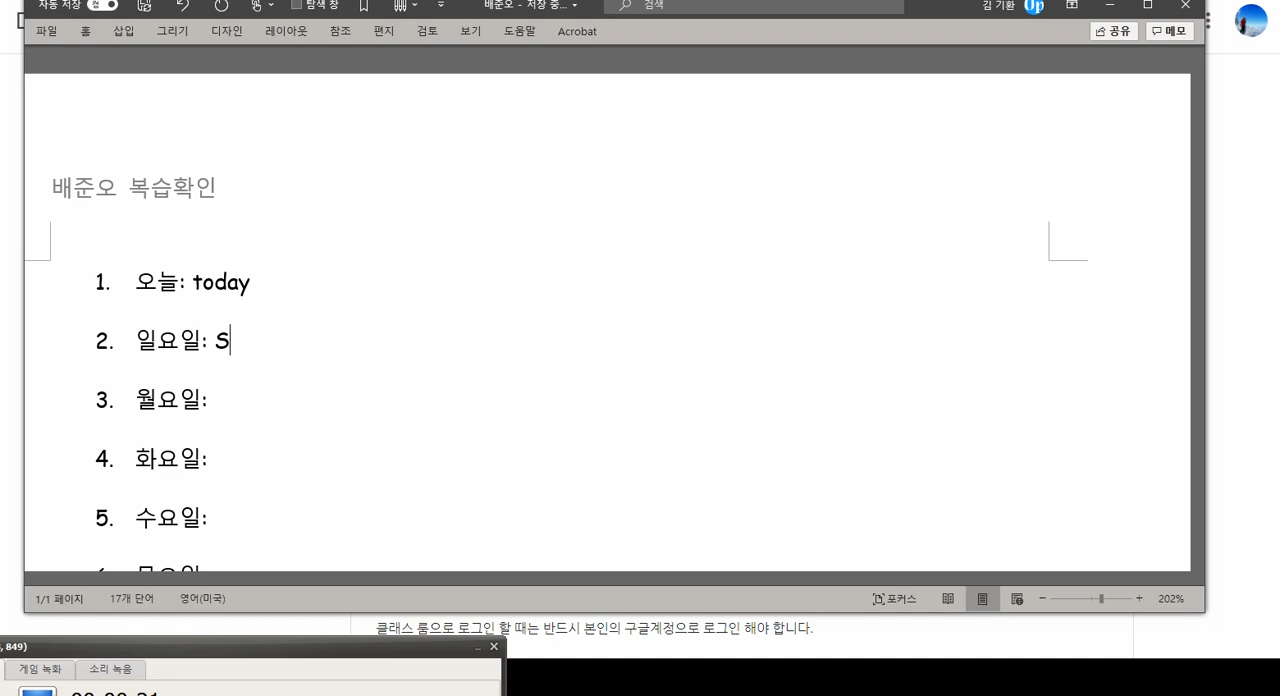 자동 저장 켬 탐색 창 배준오 - 저장 중... 검색 김 기환 Up
파일 홈 삽입 그리기 디자인 레이아웃 참조 편지 검토 보기 도움말 Acrobat 공유 메모
배준오 복습확인
1. 오늘: today
2. 일요일: S
3. 월요일:
4. 화요일:
5. 수요일:
1/1 페이지 17개 단어 영어(미국) 포커스 202%
클래스 룸으로 로그인 할 때는 반드시 본인의 구글계정으로 로그인 해야 합니다.
, 849)
게임 녹화 소리 녹음